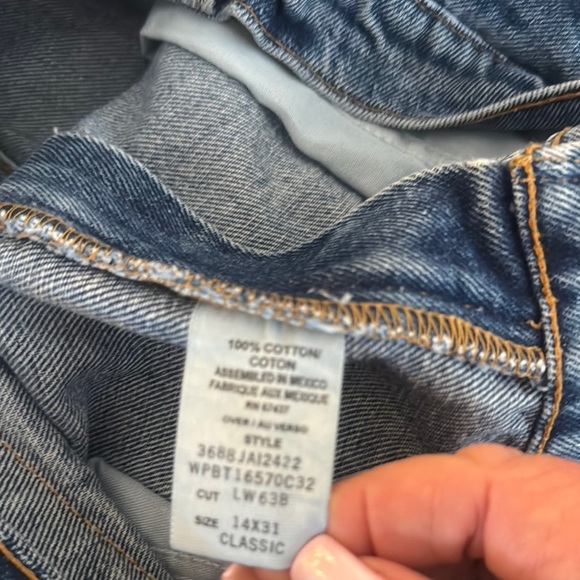 100% COTTON/
COTON
ASSEMBLED IN MEXICO
FABRIQUE AUX MEXIQUE
RN 67437
OVER / AU VERSO
STYLE
3688JAI2422
WPBT16570C32
CUT LW63B
SIZE 14X31
CLASSIC